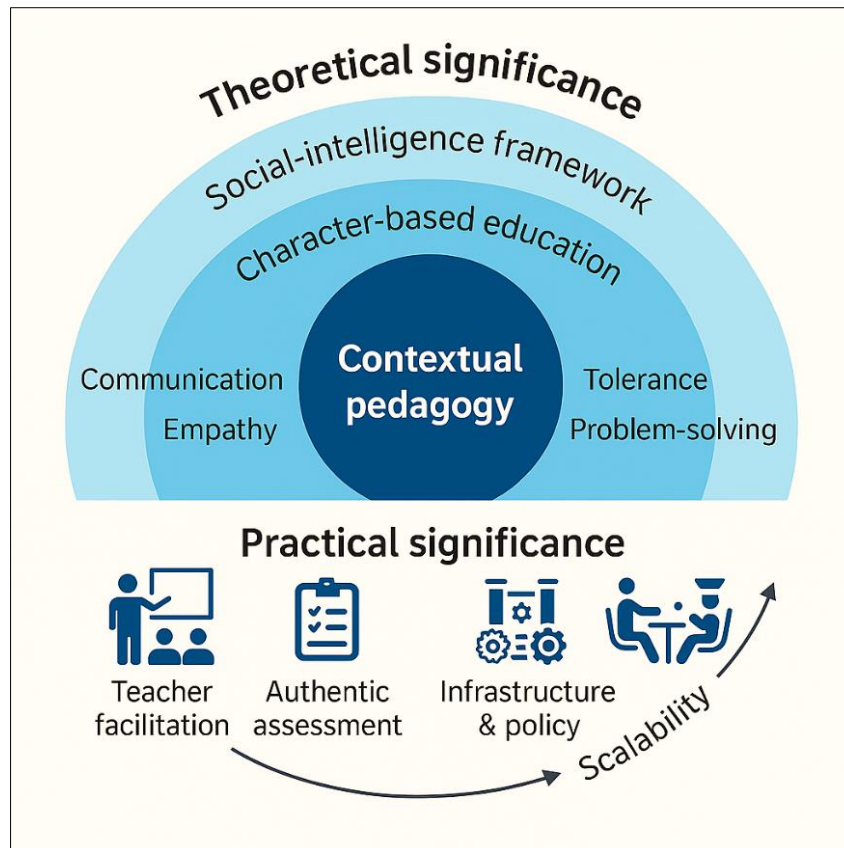 Theoretical significance
Social-intelligence framework
Character-based education
Contextual
pedagogy
Communication
Empathy
Tolerance
Problem-solving
Practical significance
Teacher
facilitation
Authentic
assessment
Infrastructure
& policy
Scalability